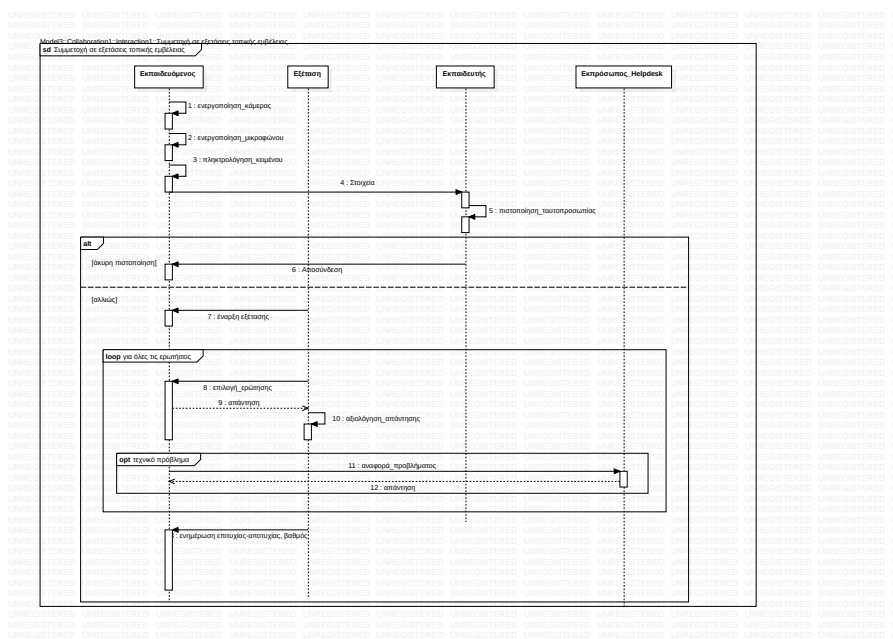 Model3::Collaboration1::Interaction1::Συμμετοχή σε εξετάσεις τοπικής εμβέλειας
sd Συμμετοχή σε εξετάσεις τοπικής εμβέλειας
Εκπαιδευόμενος
Εξέταση
Εκπαιδευτής
Εκπρόσωπος_Helpdesk
1 : ενεργοποίηση_κάμερας
2 : ενεργοποίηση_μικροφώνου
3 : πληκτρολόγηση_κειμένου
4 : Στοιχεία
5 : πιστοποίηση_ταυτοπροσωπίας
alt
[άκυρη πιστοποίηση]
6 : Αποσύνδεση
[αλλιώς]
7 : έναρξη εξέτασης
loop για όλες τις ερωτήσεις
8 : επιλογή_ερώτησης
9 : απάντηση
10 : αξιολόγηση_απάντησης
opt τεχνικό πρόβλημα
11 : αναφορά_προβλήματος
12 : απάντηση
: ενημέρωση επιτυχίας-αποτυχίας, βαθμός